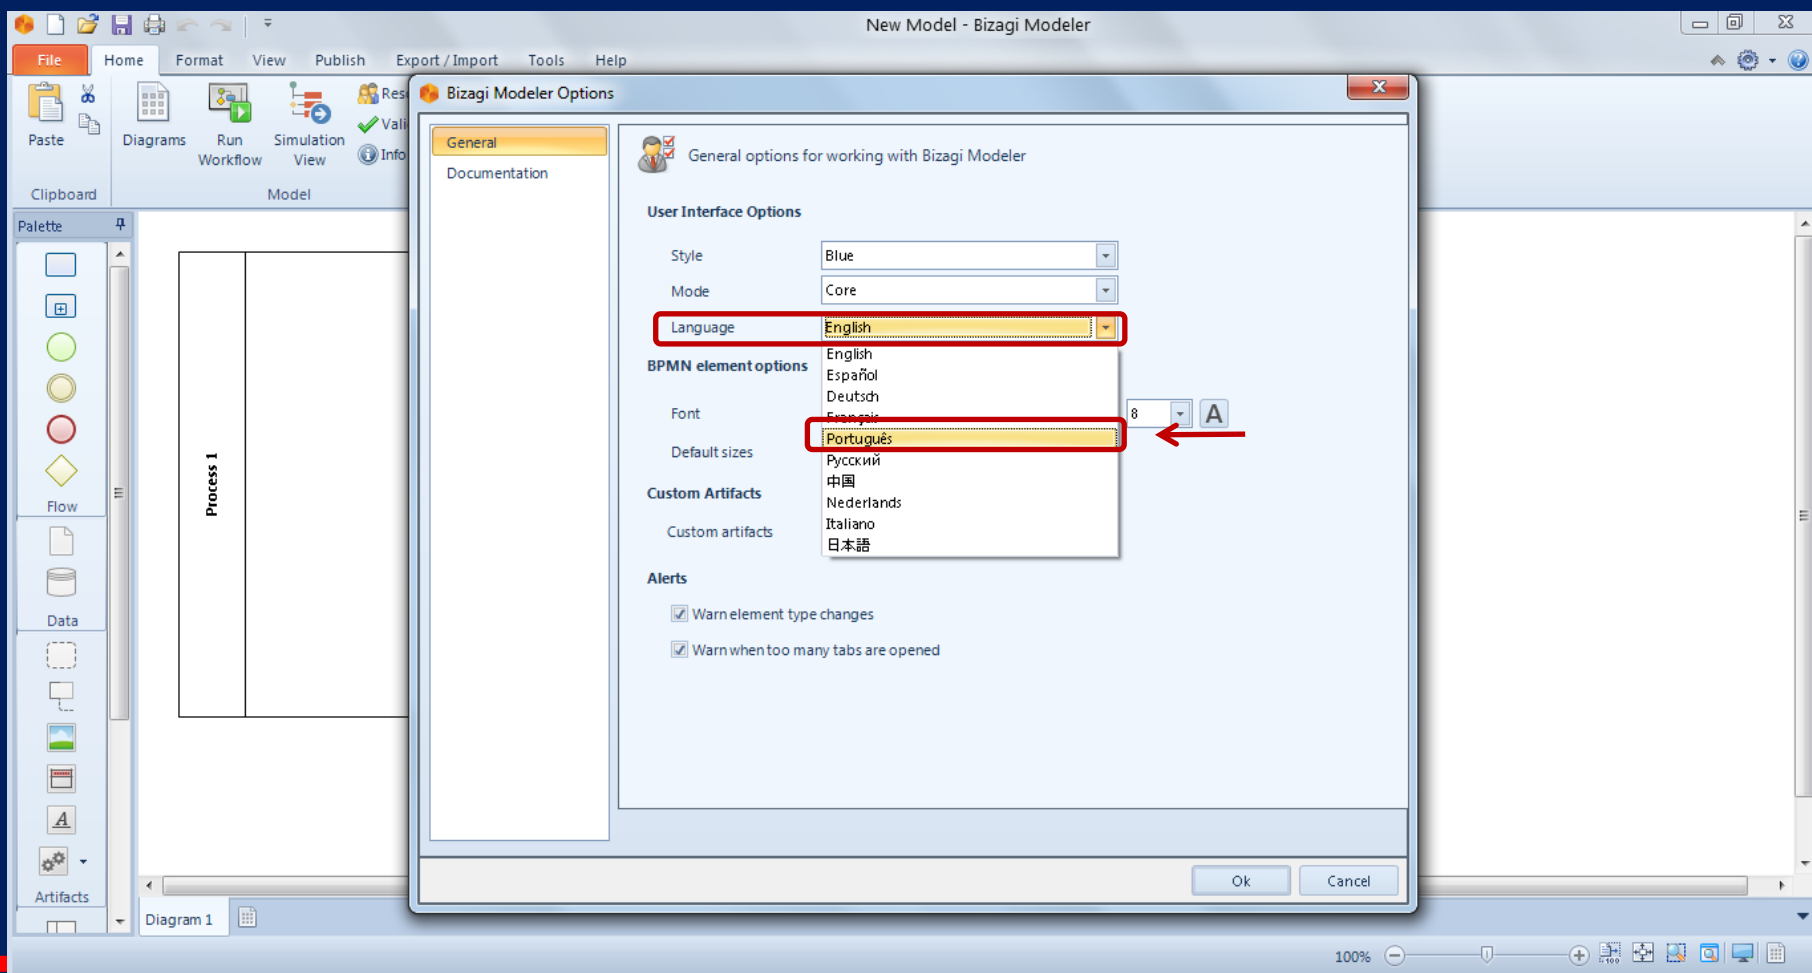 New Model - Bizagi Modeler
File Home Format View Publish Export / Import Tools Help
Paste
Diagrams
Run Workflow
Simulation View
Info
Clipboard
Model
Palette
Flow
Data
Artifacts
Process 1
Bizagi Modeler Options
General
Documentation
General options for working with Bizagi Modeler
User Interface Options
Style Blue
Mode Core
Language English
English
Español
Deutsch
Français
Português
Русский
中国
Nederlands
Italiano
日本語
BPMN element options
Font 8 A
Default sizes
Custom Artifacts
Custom artifacts
Alerts
Warn element type changes
Warn when too many tabs are opened
Ok Cancel
Diagram 1
100%